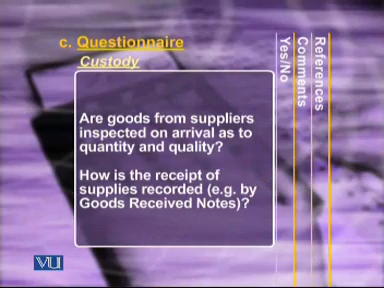 c. Questionnaire
Custody
Yes/No
Comments
References
Are goods from suppliers
inspected on arrival as to
quantity and quality?
How is the receipt of
supplies recorded (e.g. by
Goods Received Notes)?
VU